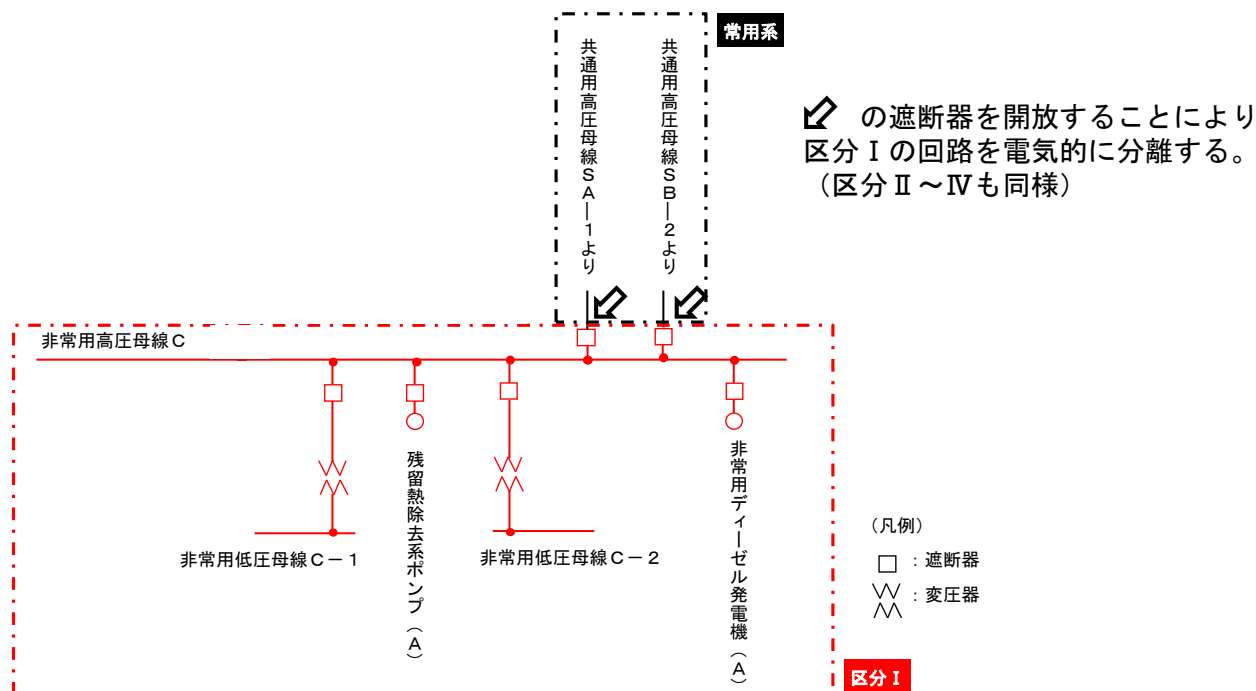 常用系
共通用高圧母線SA―1より
共通用高圧母線SB―2より
の遮断器を開放することにより
区分Ⅰの回路を電気的に分離する。
（区分Ⅱ～Ⅳも同様）
非常用高圧母線C
残留熱除去系ポンプ（A）
非常用ディーゼル発電機（A）
非常用低圧母線C－1
非常用低圧母線C－2
（凡例）
：遮断器
：変圧器
区分Ⅰ